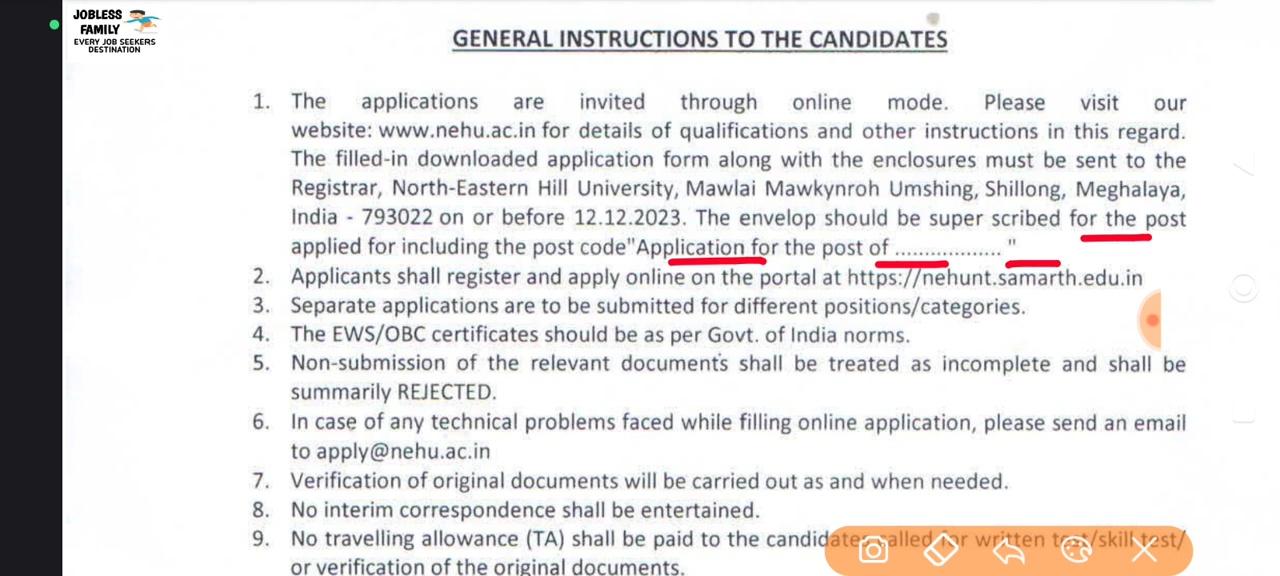 JOBLESS
FAMILY
EVERY JOB SEEKERS
DESTINATION
GENERAL INSTRUCTIONS TO THE CANDIDATES
1. The applications are invited through online mode. Please visit our
website: www.nehu.ac.in for details of qualifications and other instructions in this regard.
The filled-in downloaded application form along with the enclosures must be sent to the
Registrar, North-Eastern Hill University, Mawlai Mawkynroh Umshing, Shillong, Meghalaya,
India - 793022 on or before 12.12.2023. The envelop should be super scribed for the post
applied for including the post code"Application for the post of .................. "
2. Applicants shall register and apply online on the portal at https://nehunt.samarth.edu.in
3. Separate applications are to be submitted for different positions/categories.
4. The EWS/OBC certificates should be as per Govt. of India norms.
5. Non-submission of the relevant documents shall be treated as incomplete and shall be
summarily REJECTED.
6. In case of any technical problems faced while filling online application, please send an email
to apply@nehu.ac.in
7. Verification of original documents will be carried out as and when needed.
8. No interim correspondence shall be entertained.
9. No travelling allowance (TA) shall be paid to the candidates called for written test/skill test/
or verification of the original documents.